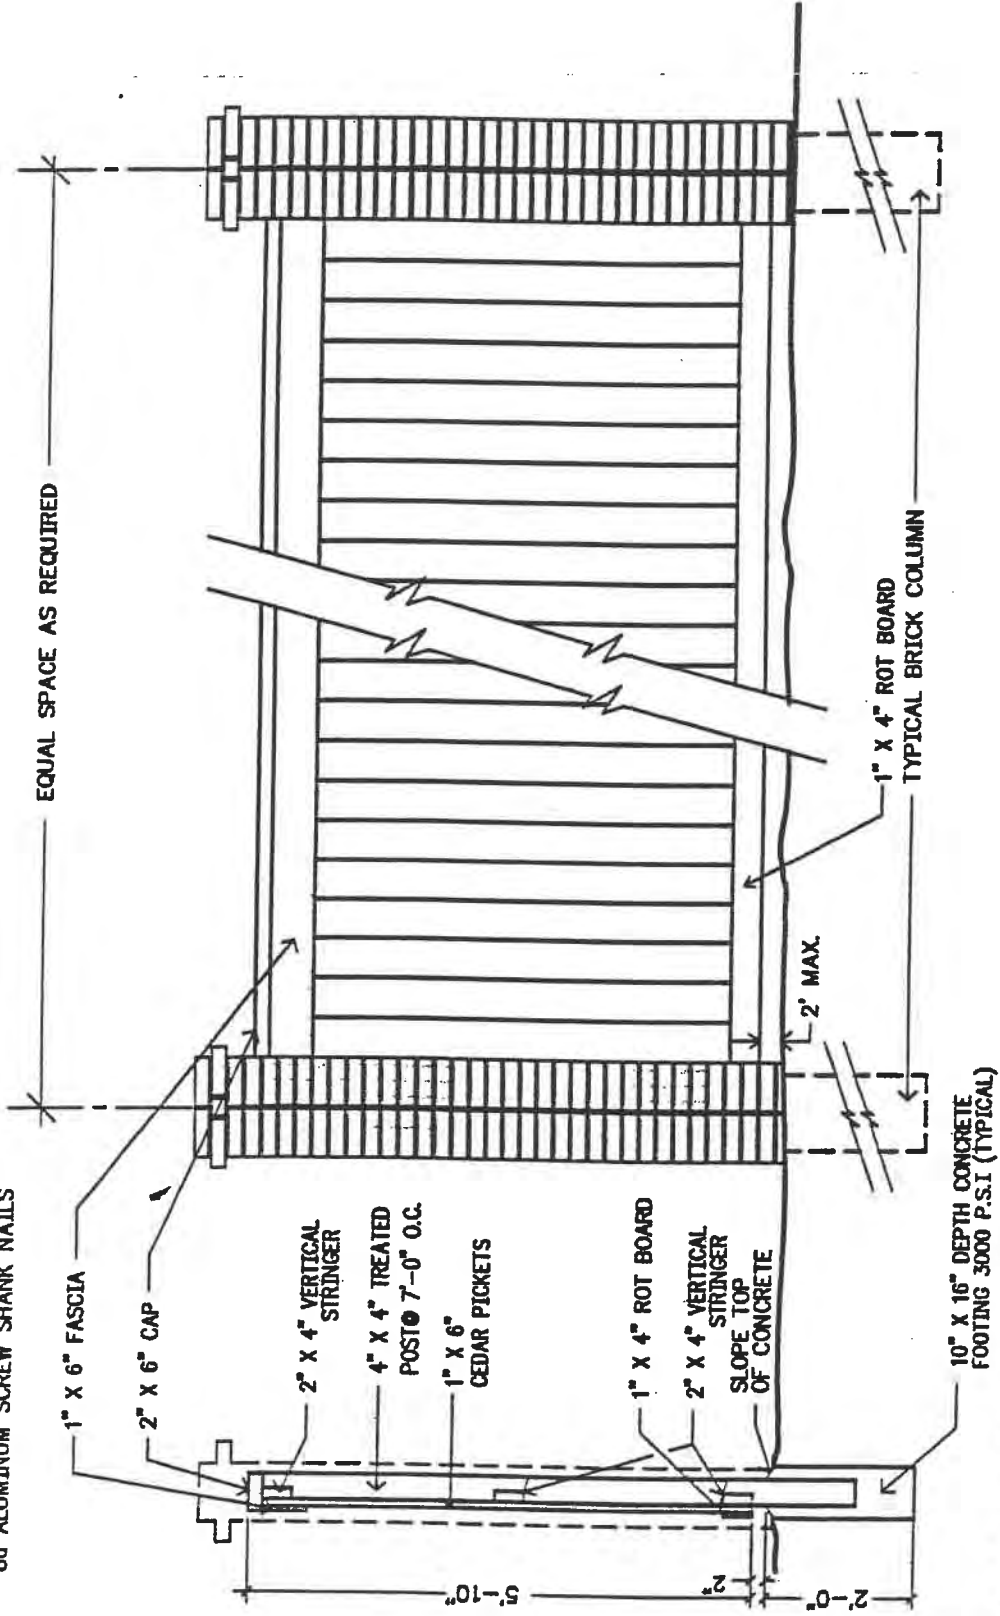 8d ALUMINUM SCREW SHANK NAILS
EQUAL SPACE AS REQUIRED
1" X 6" FASCIA
2" X 6" CAP
2" X 4" VERTICAL
STRINGER
4" X 4" TREATED
POST@ 7'-0" O.C.
1" X 6"
CEDAR PICKETS
1" X 4" ROT BOARD
2" X 4" VERTICAL
STRINGER
SLOPE TOP
OF CONCRETE
5'-10"
2"
2'-0"
2' MAX.
1" X 4" ROT BOARD
TYPICAL BRICK COLUMN
10" X 16" DEPTH CONCRETE
FOOTING 3000 P.S.I (TYPICAL)